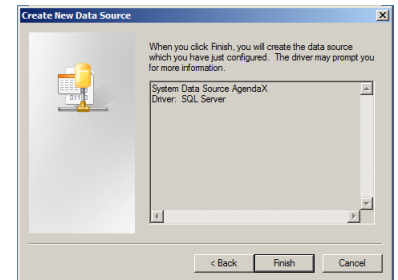 Create New Data Source
When you click Finish, you will create the data source
which you have just configured. The driver may prompt you
for more information.
System Data Source AgendaX
Driver: SQL Server
< Back
Finish
Cancel